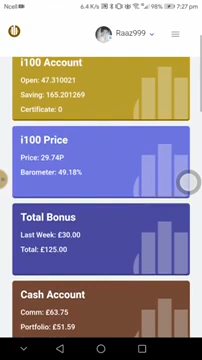 Ncell
6.4 K/s 98% 7:27 pm
Raaz999
i100 Account
Open: 47.310021
Saving: 165.201269
Certificate: 0
i100 Price
Price: 29.74P
Barometer: 49.18%
Total Bonus
Last Week: £30.00
Total: £125.00
Cash Account
Comm: £63.75
Portfolio: £51.59